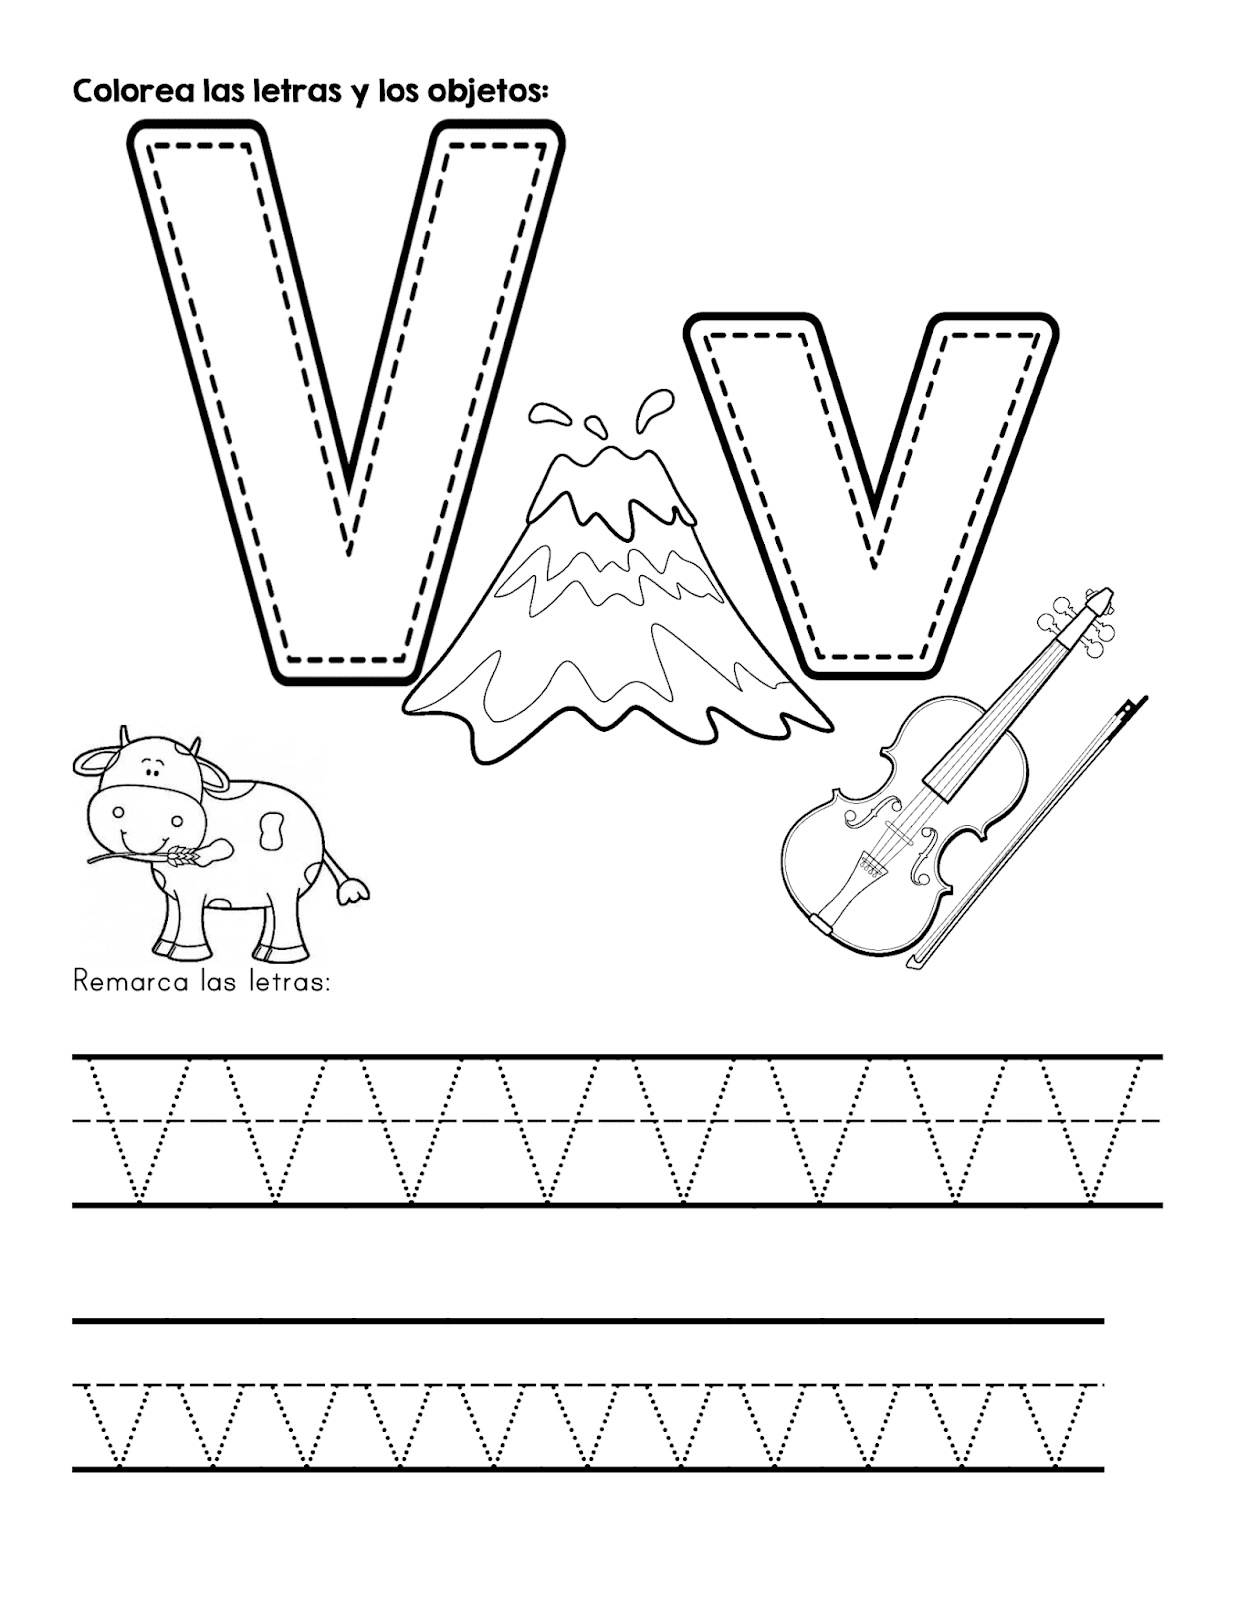 Colorea las letras y los objetos:
V v
Remarca las letras:
V V V V V V V V
v v v v v v v v v v v